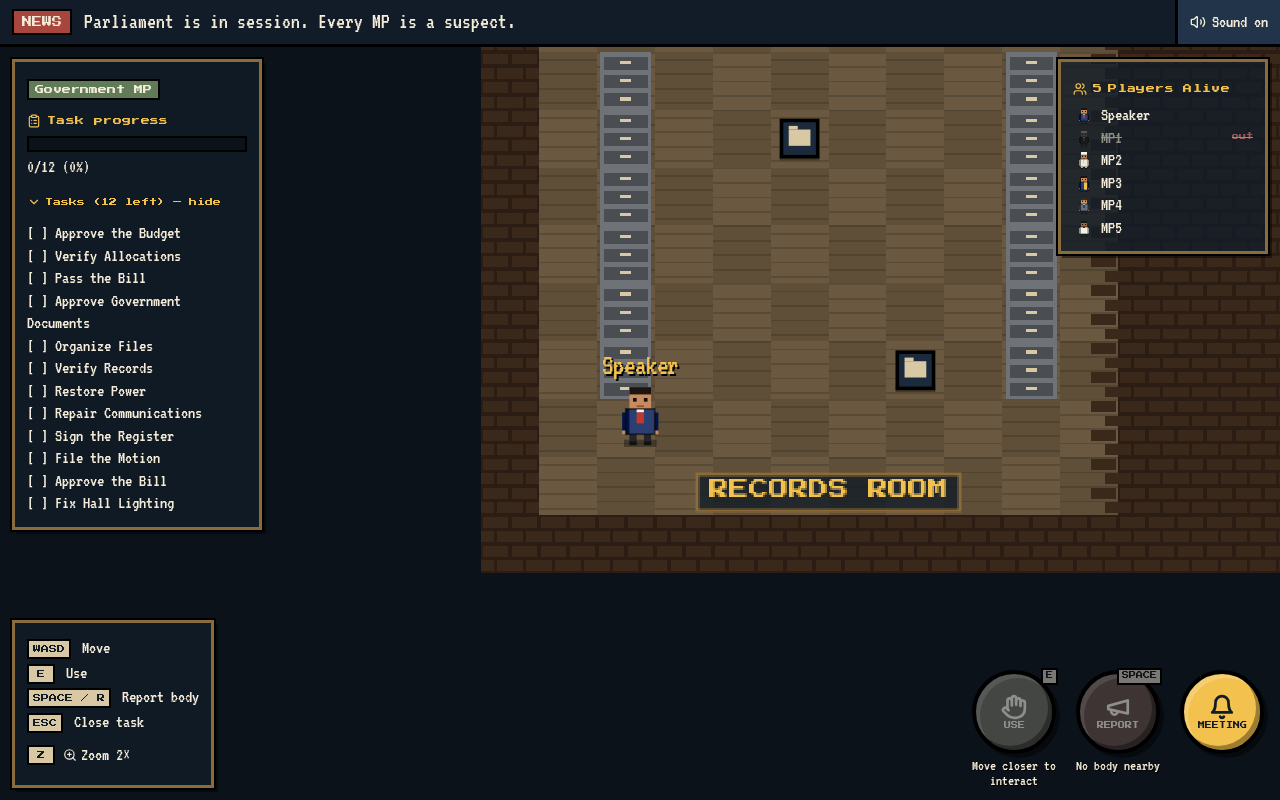 NEWS Parliament is in session. Every MP is a suspect.
Sound on
Government MP
Task progress
0/12 (0%)
Tasks (12 left) — hide
[ ] Approve the Budget
[ ] Verify Allocations
[ ] Pass the Bill
[ ] Approve Government
Documents
[ ] Organize Files
[ ] Verify Records
[ ] Restore Power
[ ] Repair Communications
[ ] Sign the Register
[ ] File the Motion
[ ] Approve the Bill
[ ] Fix Hall Lighting
5 Players Alive
Speaker
MP1 out
MP2
MP3
MP4
MP5
Speaker
RECORDS ROOM
WASD Move
E Use
SPACE / R Report body
ESC Close task
Z Zoom 2X
E
USE
Move closer to
interact
SPACE
REPORT
No body nearby
MEETING